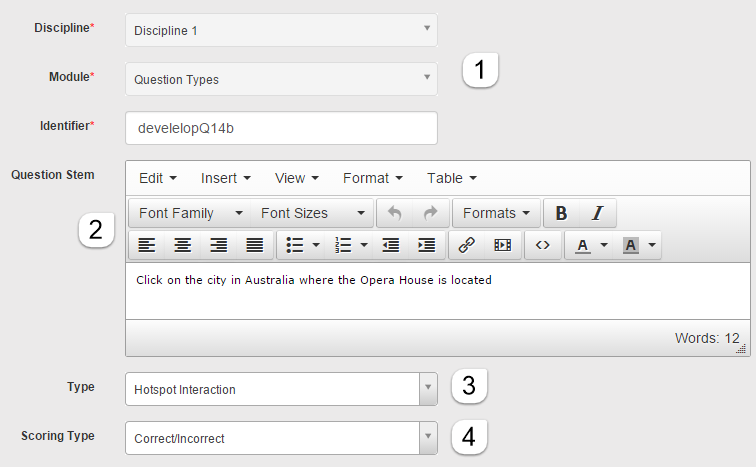 Discipline* Discipline 1
1
Module* Question Types
Identifier* develelopQ14b
Question Stem
Edit Insert View Format Table
2
Font Family Font Sizes Formats B I
A A
Click on the city in Australia where the Opera House is located
Words: 12
Type Hotspot Interaction 3
Scoring Type Correct/Incorrect 4